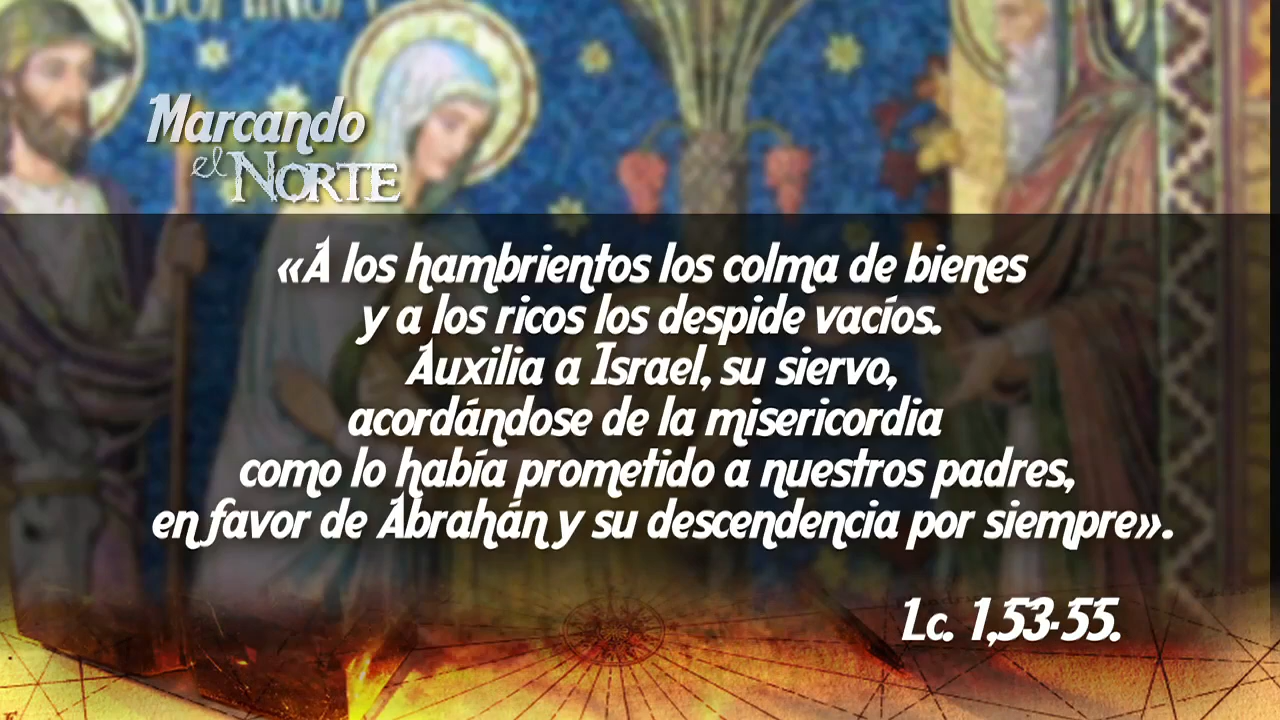 Marcando
el NORTE
«A los hambrientos los colma de bienes
y a los ricos los despide vacíos.
Auxilia a Israel, su siervo,
acordándose de la misericordia
como lo había prometido a nuestros padres,
en favor de Abrahán y su descendencia por siempre».
Lc. 1,53-55.